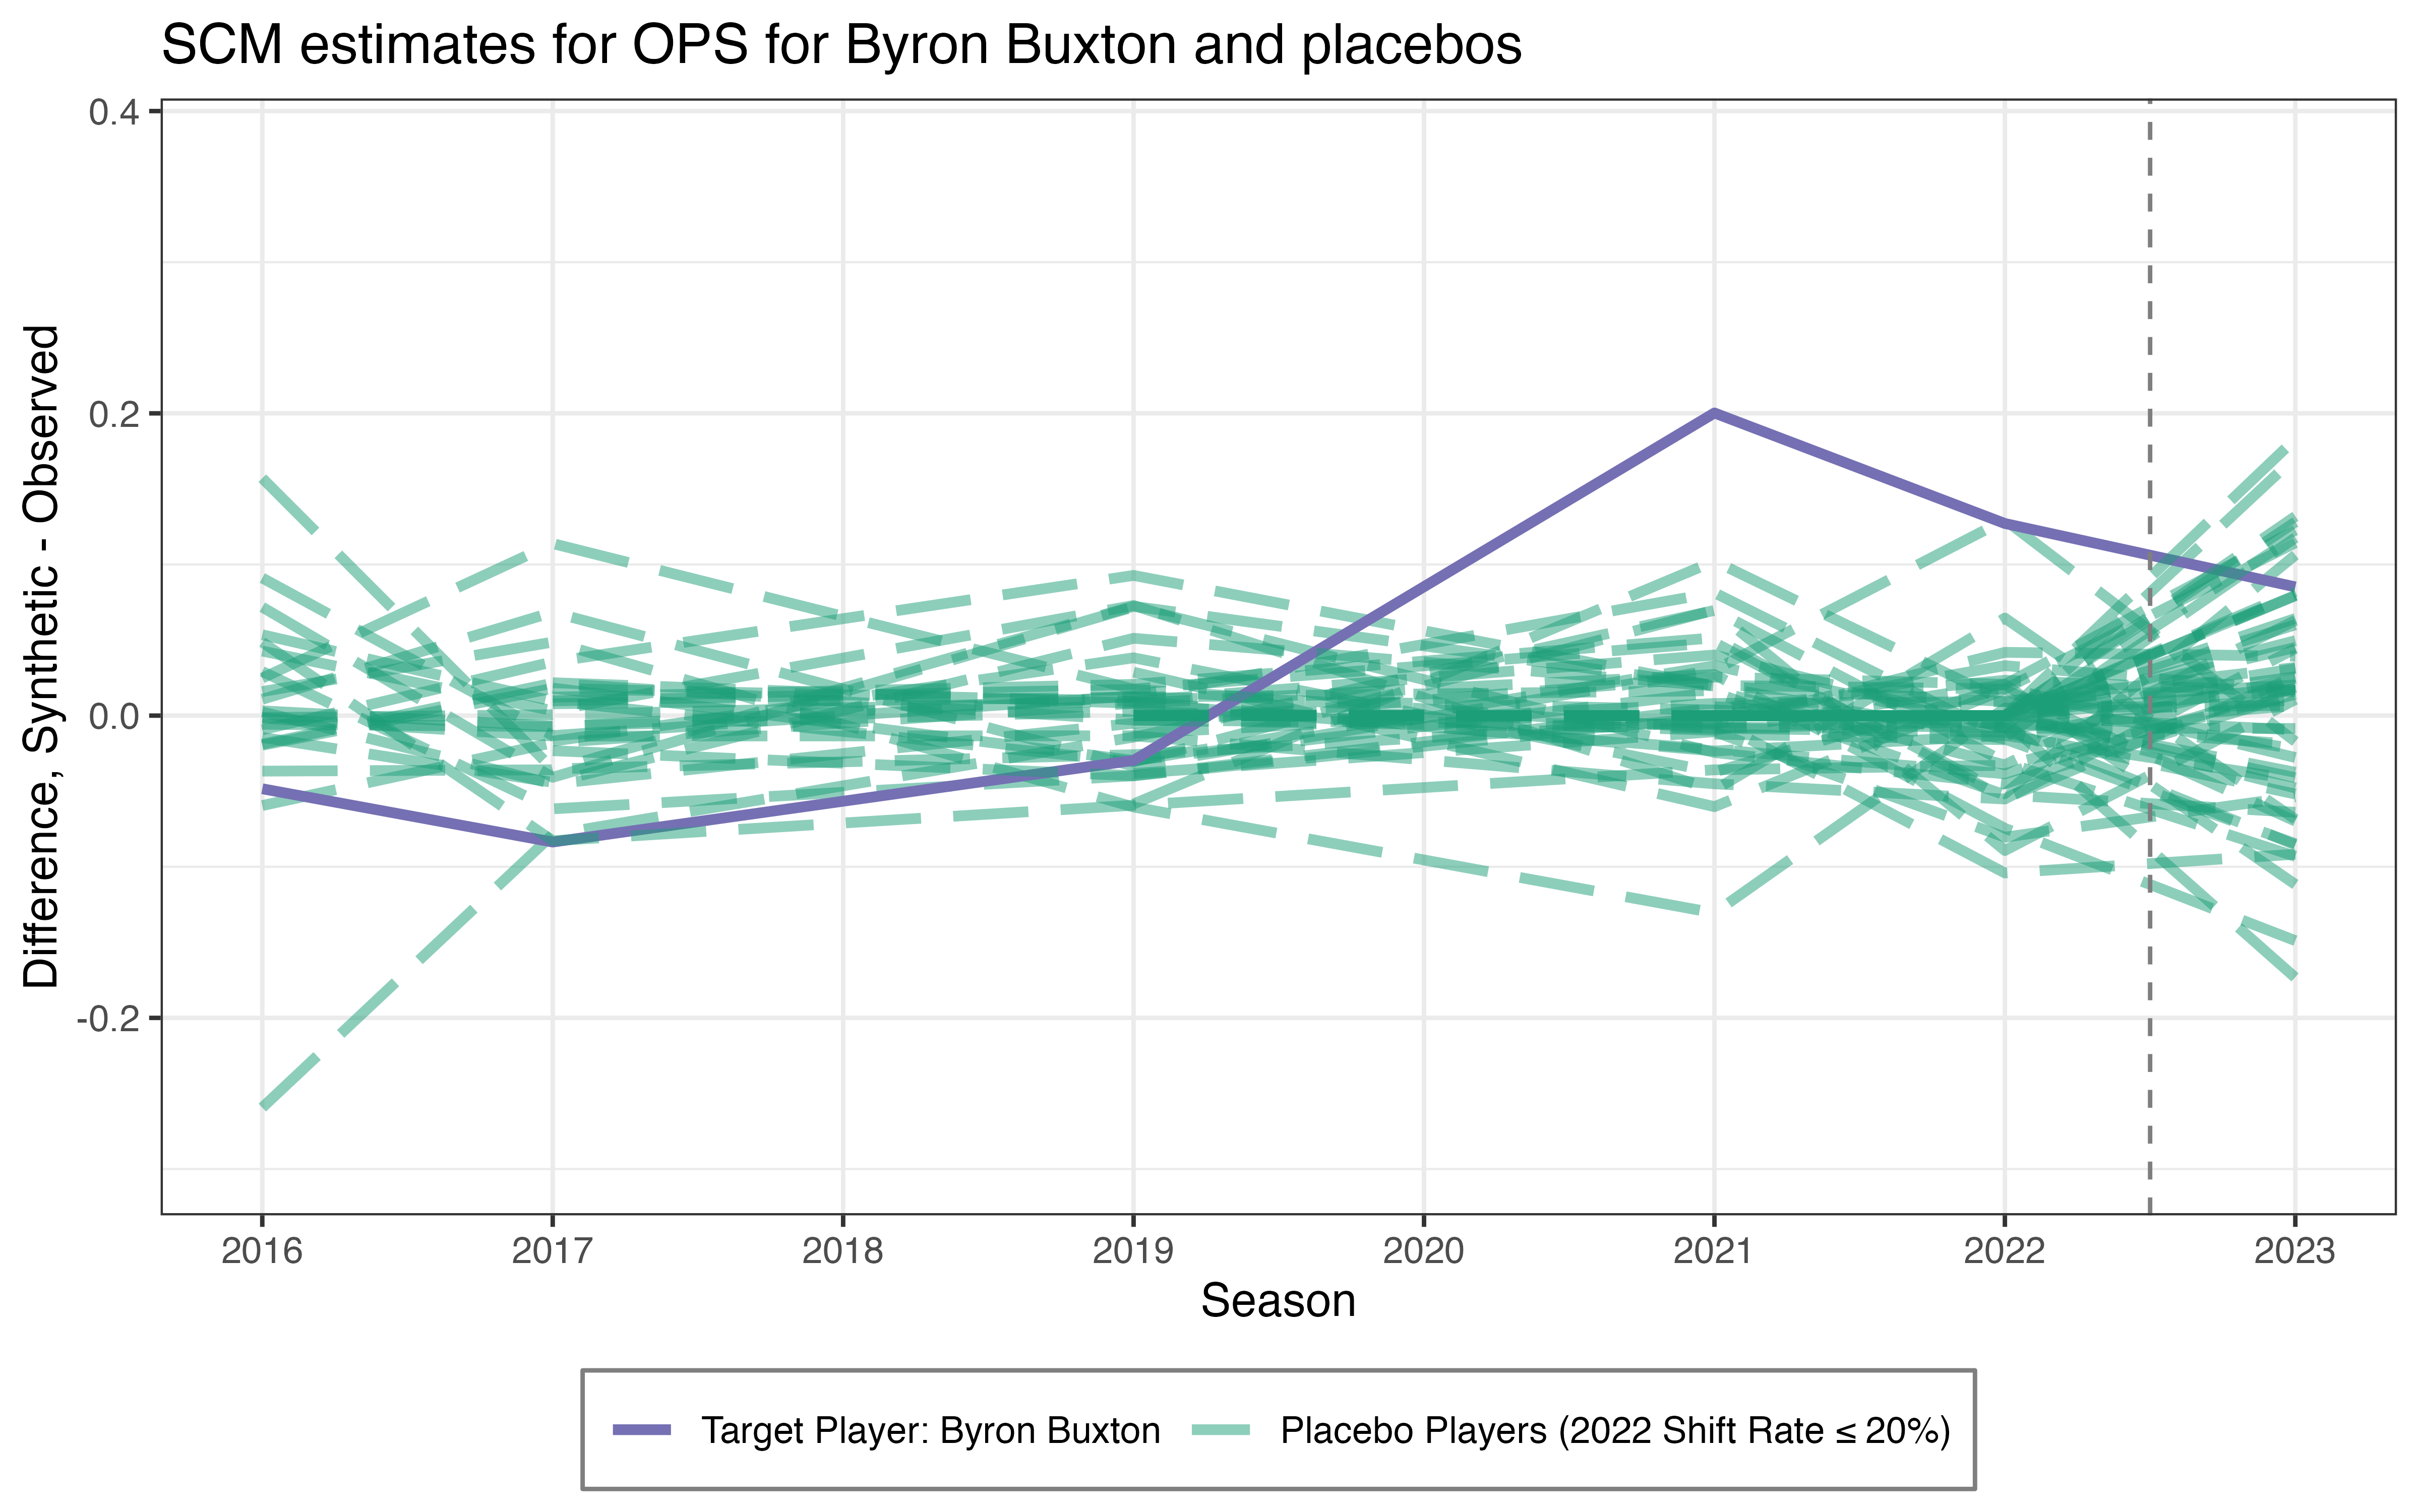 SCM estimates for OPS for Byron Buxton and placebos
Difference, Synthetic - Observed
0.4
0.2
0.0
-0.2
2016 2017 2018 2019 2020 2021 2022 2023
Season
Target Player: Byron Buxton Placebo Players (2022 Shift Rate ≤ 20%)